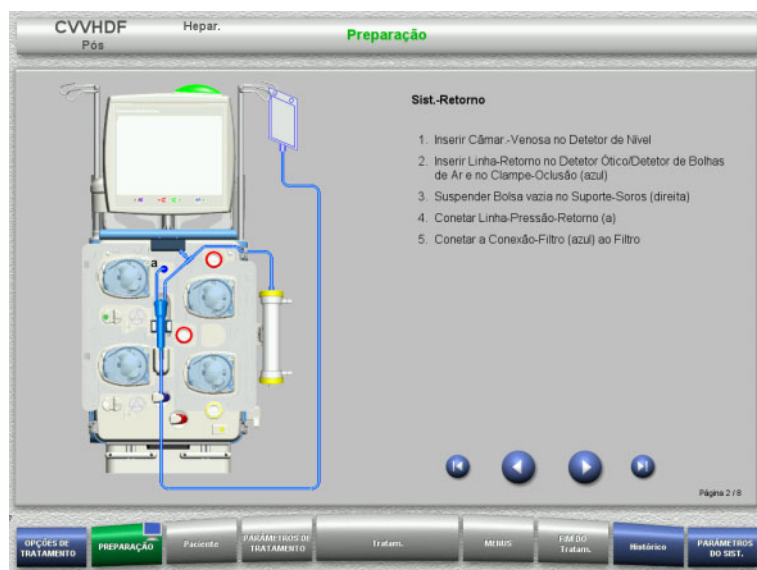 CVVHDF Hepar.
Pós
Preparação
Sist.-Retorno
1. Inserir Câmar.-Venosa no Detetor de Nível
2. Inserir Linha-Retorno no Detetor Ótico/Detetor de Bolhas
de Ar e no Clampe-Oclusão (azul)
3. Suspender Bolsa vazia no Suporte-Soros (direita)
4. Conetar Linha-Pressão-Retorno (a)
5. Conetar a Conexão-Filtro (azul) ao Filtro
a
Página 2 / 8
OPÇÕES DE
TRATAMENTO
PREPARAÇÃO
Paciente
PARÂMETROS DE
TRATAMENTO
Tratam.
MENUS
FIM DO
Tratam.
Histórico
PARÂMETROS
DO SIST.